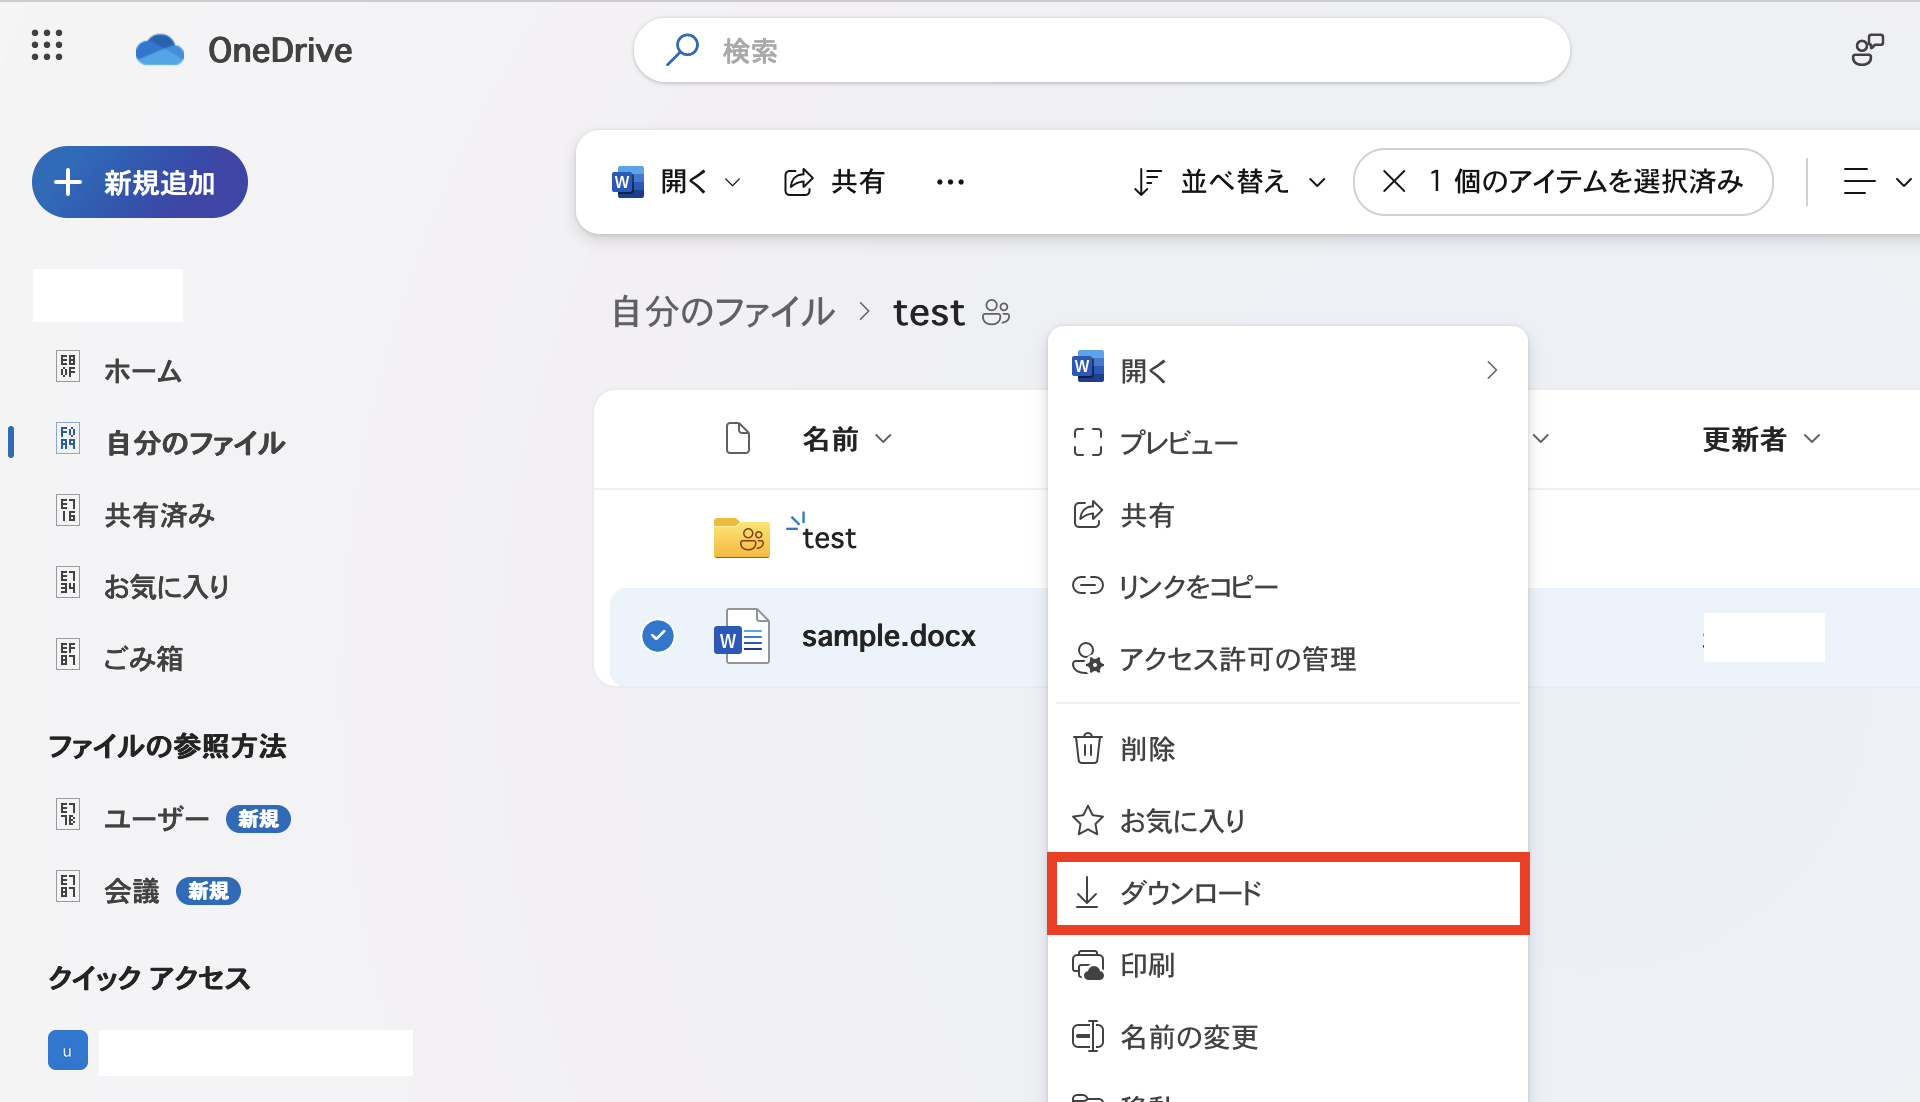 OneDrive
検索
新規追加
開く
共有
並べ替え
1 個のアイテムを選択済み
自分のファイル
test
ホーム
自分のファイル
共有済み
お気に入り
ごみ箱
ファイルの参照方法
ユーザー 新規
会議 新規
クイック アクセス
u
名前
更新者
test
sample.docx
開く
プレビュー
共有
リンクをコピー
アクセス許可の管理
削除
お気に入り
ダウンロード
印刷
名前の変更